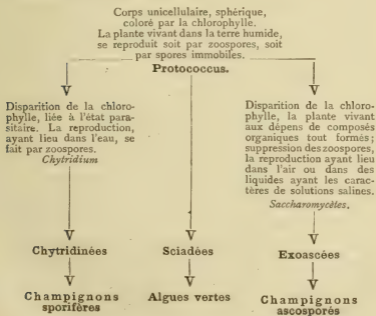 Corps unicellulaire, sphérique,
coloré par la chlorophylle.
La plante vivant dans la terre humide,
se reproduit soit par zoospores, soit
par spores immobiles.
Protococcus.
Disparition de la chloro-
phylle, liée à l'état para-
sitaire. La reproduction,
ayant lieu dans l'eau, se
fait par zoospores.
Chytridium
Disparition de la chloro-
phylle, la plante vivant
aux dépens de composés
organiques tout formés;
suppression des zoospores,
la reproduction ayant lieu
dans l'air ou dans des
liquides ayant les carac-
tères de solutions salines.
Saccharomycètes.
Chytridinées
Sciadées
Exoascées
Champignons
sporifères
Algues vertes
Champignons
ascosporés